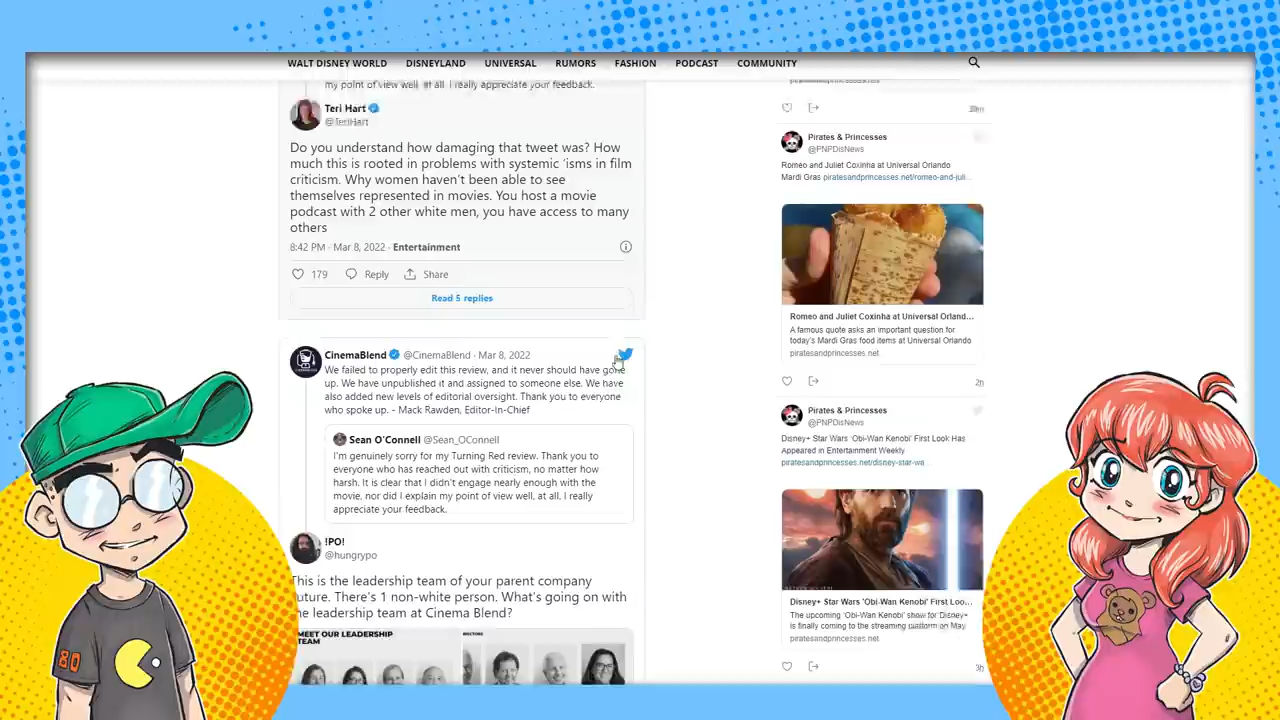 WALT DISNEY WORLD DISNEYLAND UNIVERSAL RUMORS FASHION PODCAST COMMUNITY
my point of view well at all I really appreciate your feedback.
Teri Hart
@TeriHart
Do you understand how damaging that tweet was? How
much this is rooted in problems with systemic 'isms in film
criticism. Why women haven't been able to see
themselves represented in movies. You host a movie
podcast with 2 other white men, you have access to many
others
8:42 PM · Mar 8, 2022 · Entertainment
179 Reply Share
Read 5 replies
CinemaBlend @CinemaBlend · Mar 8, 2022
We failed to properly edit this review, and it never should have gone
up. We have unpublished it and assigned to someone else. We have
also added new levels of editorial oversight. Thank you to everyone
who spoke up. - Mack Rawden, Editor-In-Chief
Sean O'Connell @Sean_OConnell
I'm genuinely sorry for my Turning Red review. Thank you to
everyone who has reached out with criticism, no matter how
harsh. It is clear that I didn't engage nearly enough with the
movie, nor did I explain my point of view well, at all. I really
appreciate your feedback.
!PO!
@hungrypo
This is the leadership team of your parent company
uture. There's 1 non-white person. What's going on with
he leadership team at Cinema Blend?
MEET OUR LEADERSHIP
TEAM
Pirates & Princesses
@PNPDisNews
Romeo and Juliet Coxinha at Universal Orlando
Mardi Gras piratesandprincesses.net/romeo-and-juli...
Romeo and Juliet Coxinha at Universal Orland...
A famous quote asks an important question for
today's Mardi Gras food items at Universal Orlando
piratesandprincesses.net
2h
Pirates & Princesses
@PNPDisNews
Disney+ Star Wars 'Obi-Wan Kenobi' First Look Has
Appeared in Entertainment Weekly
piratesandprincesses.net/disney-star-wa...
Disney+ Star Wars 'Obi-Wan Kenobi' First Loo...
The upcoming 'Obi-Wan Kenobi' show for Disney+
is finally coming to the streaming platform on May
piratesandprincesses.net
3h
80